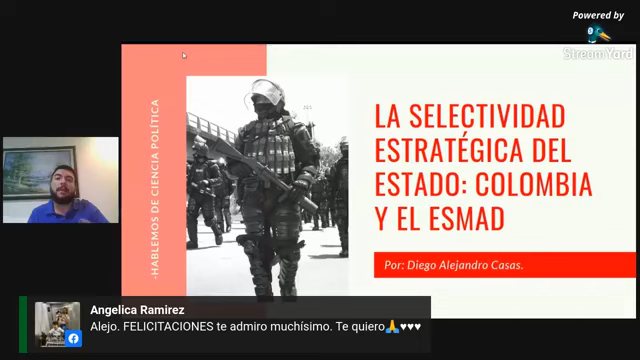 Powered by
StreamYard
-HABLEMOS DE CIENCIA POLÍTICA
LA SELECTIVIDAD
ESTRATÉGICA DEL
ESTADO: COLOMBIA
Y EL ESMAD
Por: Diego Alejandro Casas.
Angelica Ramirez
Alejo. FELICITACIONES te admiro muchísimo. Te quiero🙏♥♥♥